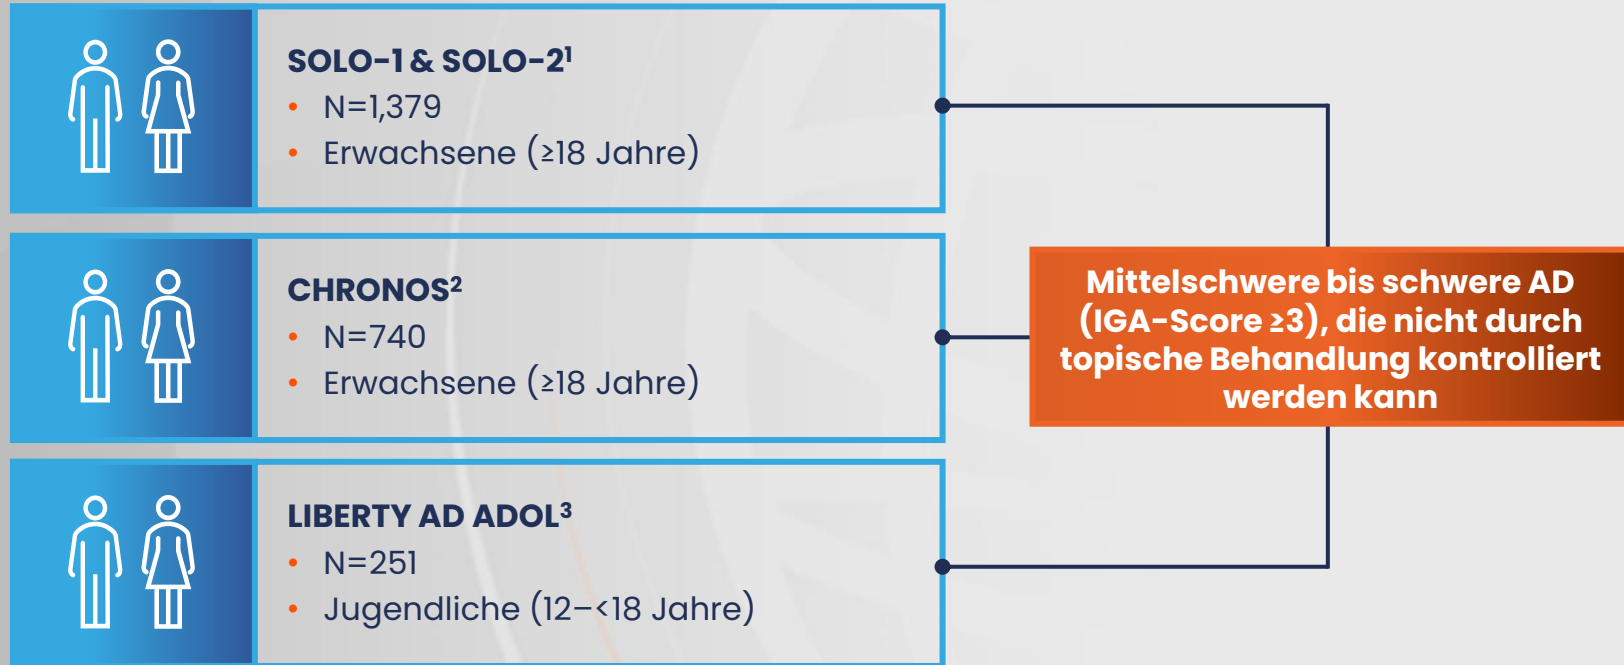 SOLO-1 & SOLO-2¹
• N=1,379
• Erwachsene (≥18 Jahre)
CHRONOS²
• N=740
• Erwachsene (≥18 Jahre)
LIBERTY AD ADOL³
• N=251
• Jugendliche (12–<18 Jahre)
Mittelschwere bis schwere AD
(IGA-Score ≥3), die nicht durch
topische Behandlung kontrolliert
werden kann